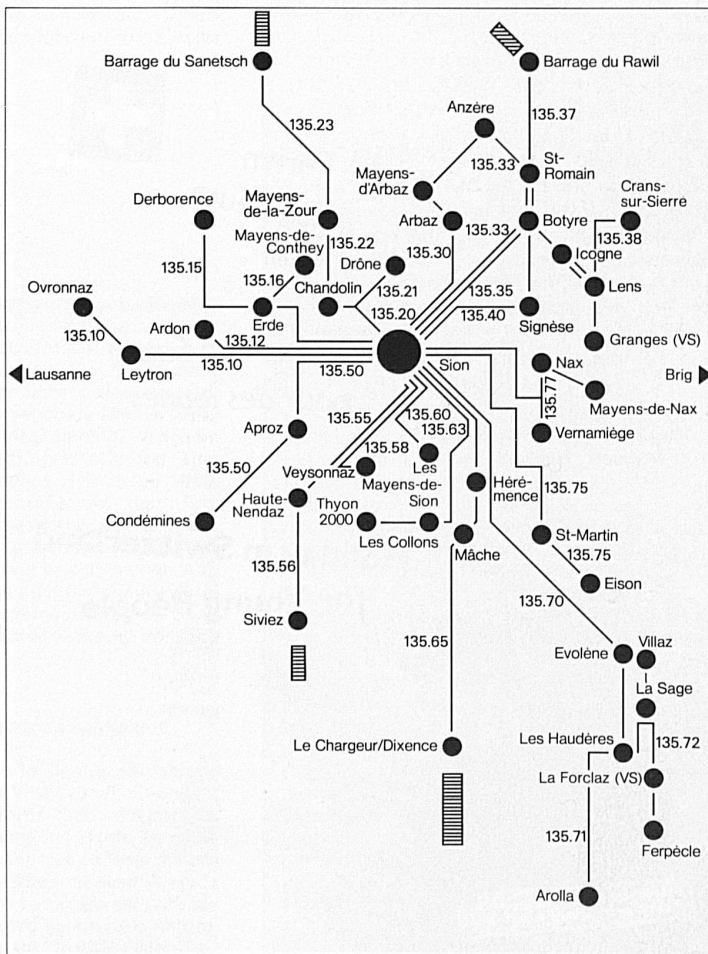 Barrage du Sanetsch
Barrage du Rawil
Anzère
135.37
135.23
135.33
St-
Romain
Mayens-
d'Arbaz
Crans-
sur-Sierre
Derborence
Mayens-
de-la-Zour
Arbaz
135.33
Botyre
Mayens-de-
Conthey
135.22
135.30
Icogne
135.38
Drône
135.15
135.16
Chandolin
135.21
135.35
Lens
Ovronnaz
135.20
135.40
Ardon
Erde
Signèse
135.10
135.12
Granges (VS)
Leytron
135.10
Sion
Nax
Lausanne
135.50
Brig
135.77
Mayens-de-Nax
135.55
135.60
Aproz
135.63
Vernamiège
135.58
135.50
Veysonnaz
Les
Mayens-de-
Sion
Héré-
mence
135.75
Haute-
Nendaz
Thyon
2000
Condémines
Les Collons
Mâche
St-Martin
135.75
135.56
Eison
135.70
Siviez
135.65
Evolène
Villaz
La Sage
Le Chargeur/Dixence
Les Haudères
135.72
La Forclaz (VS)
135.71
Ferpècle
Arolla